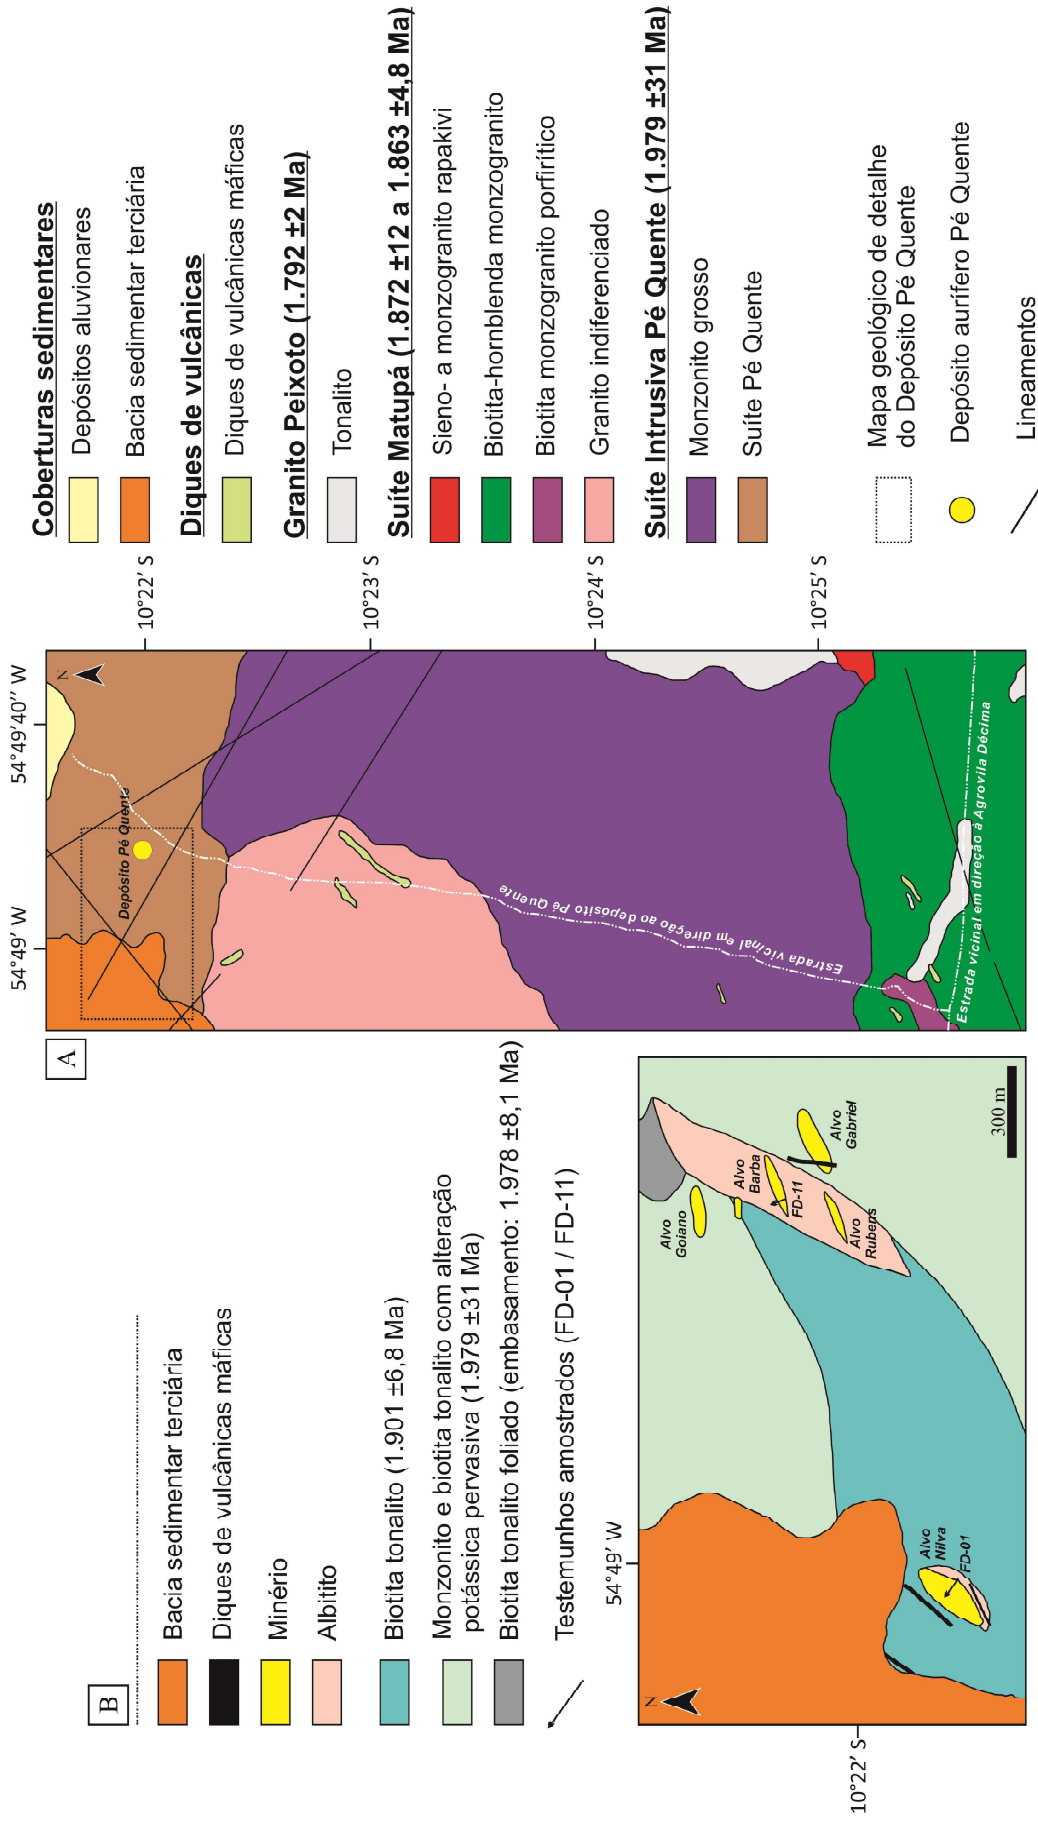 A
54°49' W
54°49'40'' W
N
10°22' S
10°23' S
10°24' S
10°25' S
Depósito Pé Quente
Estrada vicinal em direção ao depósito Pé Quente
Estrada vicinal em direção à Agrovila Décima
Coberturas sedimentares
Depósitos aluvionares
Bacia sedimentar terciária
Diques de vulcânicas
Diques de vulcânicas máficas
Granito Peixoto (1.792 ±2 Ma)
Tonalito
Suíte Matupá (1.872 ±12 a 1.863 ±4,8 Ma)
Sieno- a monzogranito rapakivi
Biotita-hornblenda monzogranito
Biotita monzogranito porfirítico
Granito indiferenciado
Suíte Intrusiva Pé Quente (1.979 ±31 Ma)
Monzonito grosso
Suíte Pé Quente
Mapa geológico de detalhe
do Depósito Pé Quente
Depósito aurífero Pé Quente
Lineamentos
B
Bacia sedimentar terciária
Diques de vulcânicas máficas
Minério
Albitito
Biotita tonalito (1.901 ±6,8 Ma)
Monzonito e biotita tonalito com alteração
potássica pervasiva (1.979 ±31 Ma)
Biotita tonalito foliado (embasamento: 1.978 ±8,1 Ma)
Testemunhos amostrados (FD-01 / FD-11)
54°49' W
10°22' S
N
Alvo
Goiano
Alvo
Barba
FD-11
Alvo
Rubens
Alvo
Gabriel
Alvo
Nilva
FD-01
300 m